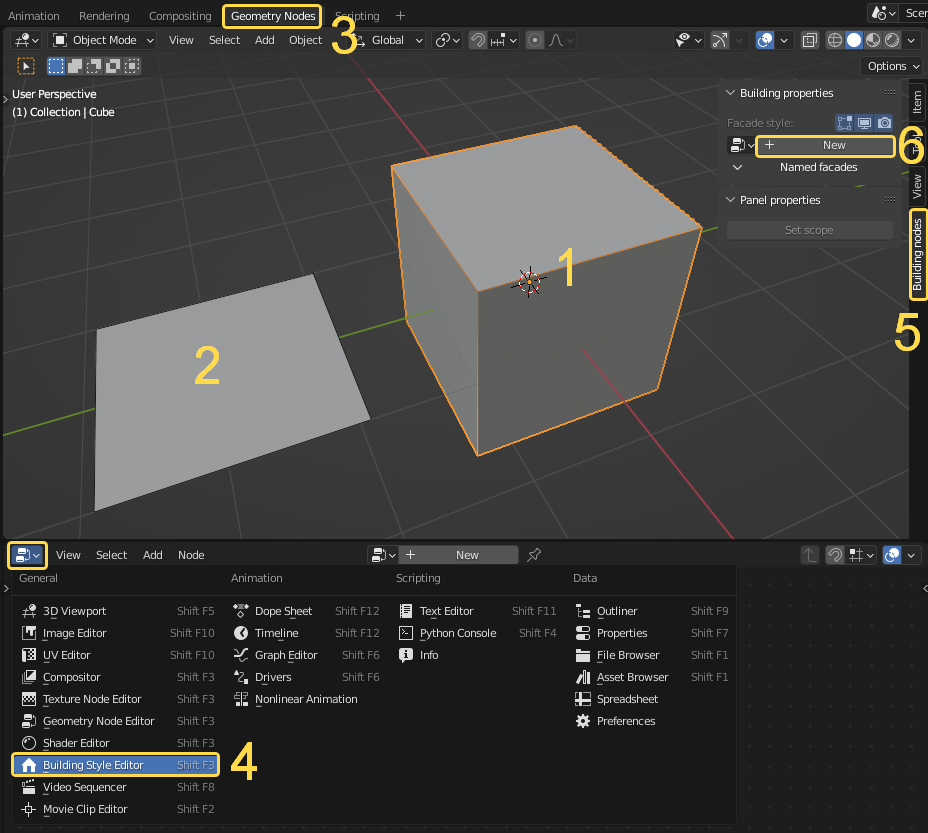 Animation Rendering Compositing Geometry Nodes Scripting + Scen
3
Object Mode View Select Add Object Global
Options
User Perspective
(1) Collection | Cube
Building properties
Item
Facade style:
+ New
6
Named facades
View
Panel properties
Set scope
Building nodes
1
5
2
View Select Add Node + New
General Animation Scripting Data
3D Viewport Shift F5 Dope Sheet Shift F12 Text Editor Shift F11 Outliner Shift F9
Image Editor Shift F10 Timeline Shift F12 Python Console Shift F4 Properties Shift F7
UV Editor Shift F10 Graph Editor Shift F6 Info File Browser Shift F1
Compositor Shift F3 Drivers Shift F6 Asset Browser Shift F1
Texture Node Editor Shift F3 Nonlinear Animation Spreadsheet
Geometry Node Editor Shift F3 Preferences
Shader Editor Shift F3
Building Style Editor Shift F3 4
Video Sequencer Shift F8
Movie Clip Editor Shift F2